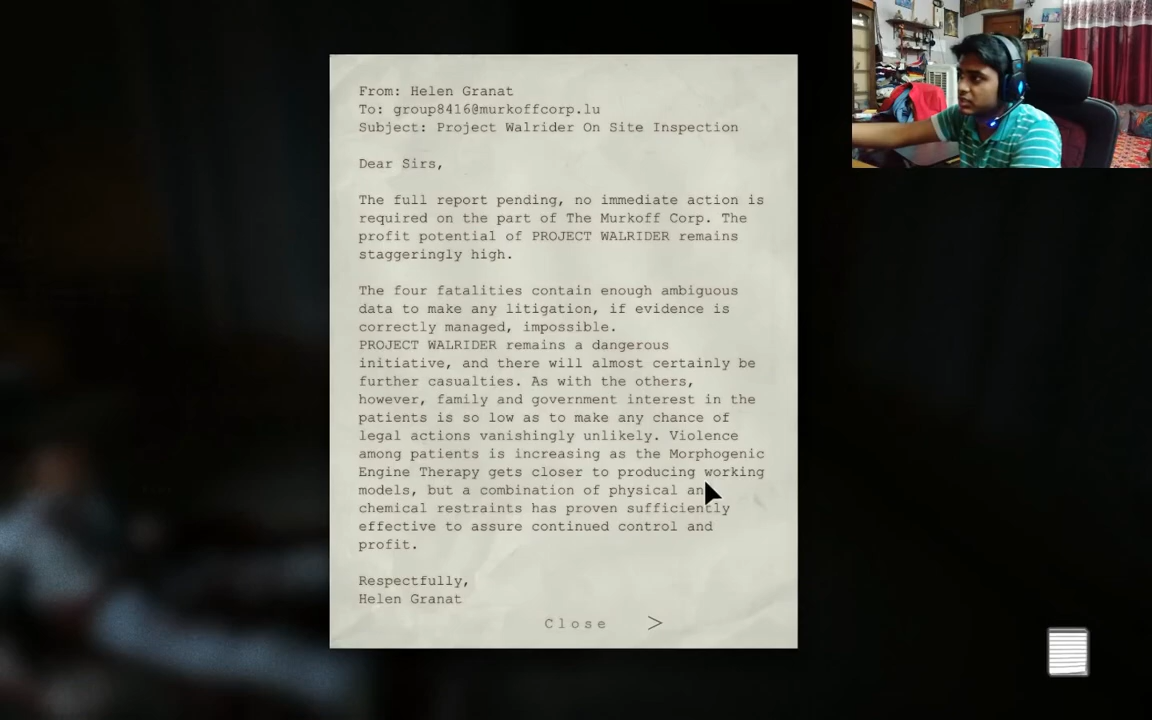 From: Helen Granat
To: group8416@murkoffcorp.lu
Subject: Project Walrider On Site Inspection
Dear Sirs,
The full report pending, no immediate action is
required on the part of The Murkoff Corp. The
profit potential of PROJECT WALRIDER remains
staggeringly high.
The four fatalities contain enough ambiguous
data to make any litigation, if evidence is
correctly managed, impossible.
PROJECT WALRIDER remains a dangerous
initiative, and there will almost certainly be
further casualties. As with the others,
however, family and government interest in the
patients is so low as to make any chance of
legal actions vanishingly unlikely. Violence
among patients is increasing as the Morphogenic
Engine Therapy gets closer to producing working
models, but a combination of physical an
chemical restraints has proven sufficiently
effective to assure continued control and
profit.
Respectfully,
Helen Granat
Close >